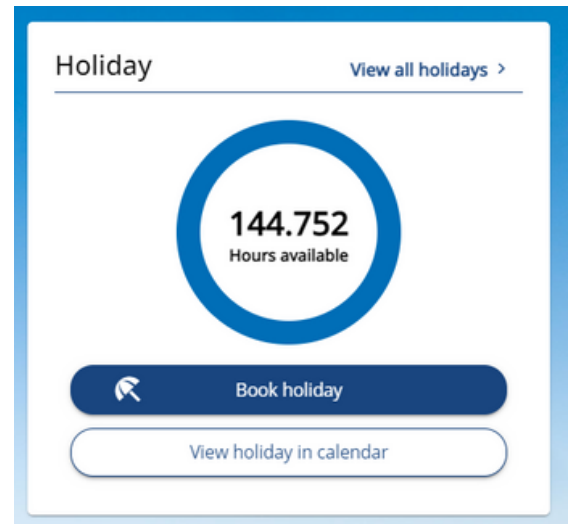 Holiday
View all holidays >
144.752
Hours available
Book holiday
View holiday in calendar